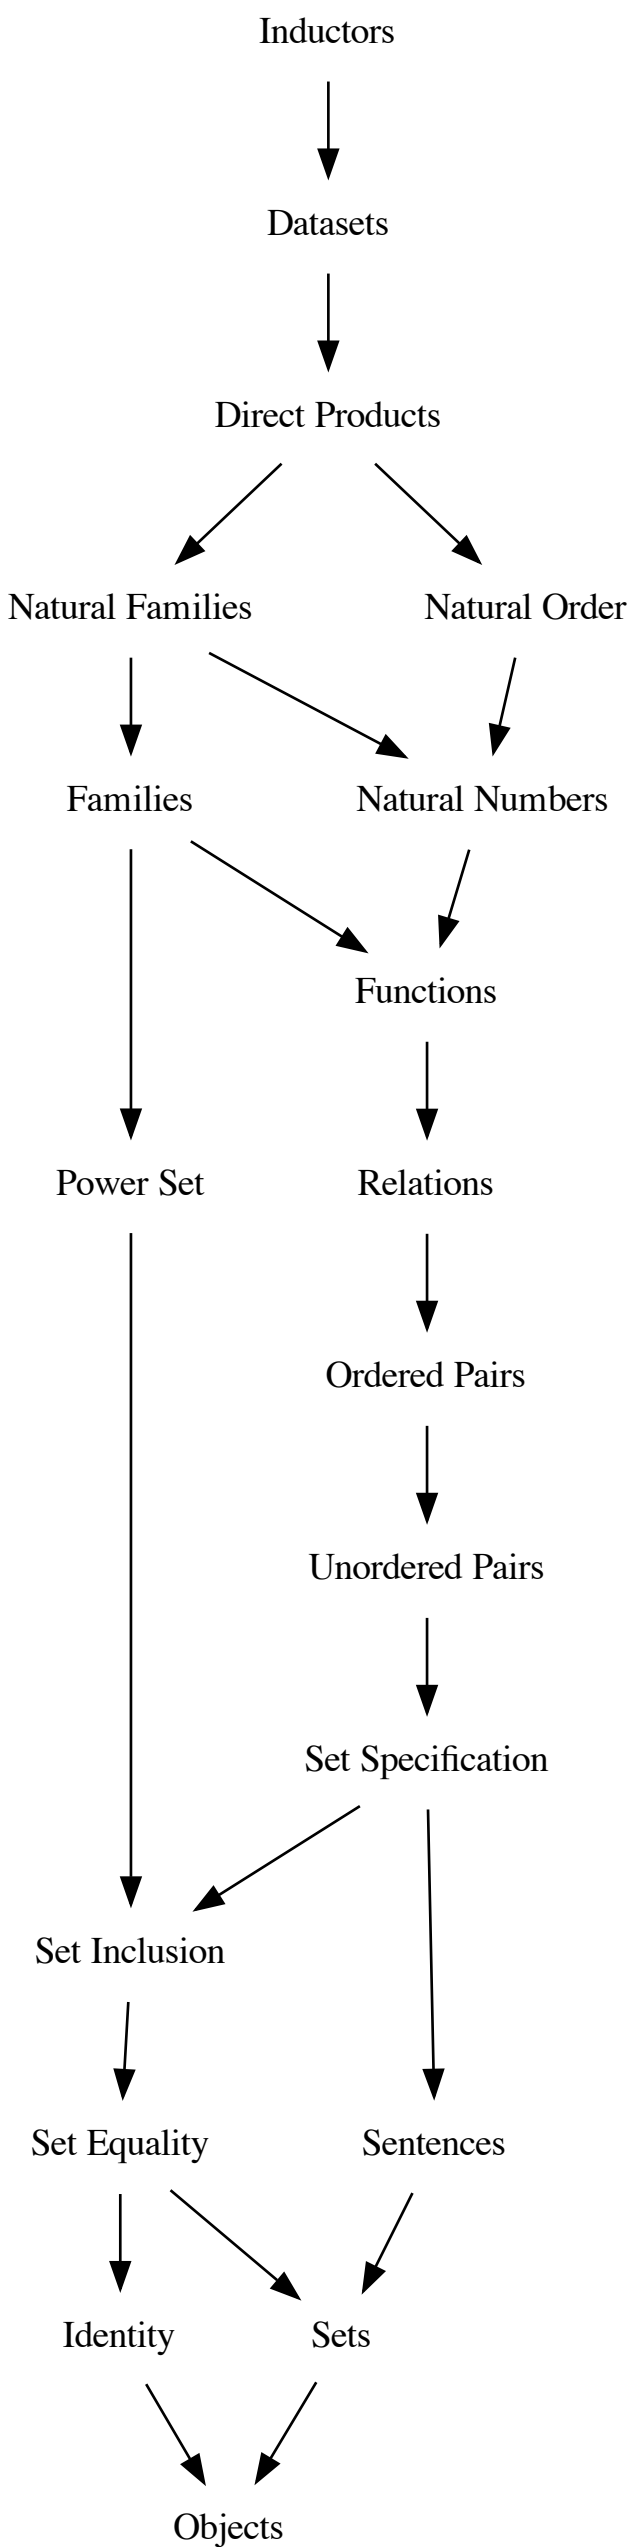 Inductors
Datasets
Direct Products
Natural Families
Natural Order
Families
Natural Numbers
Functions
Power Set
Relations
Ordered Pairs
Unordered Pairs
Set Specification
Set Inclusion
Set Equality
Sentences
Identity
Sets
Objects